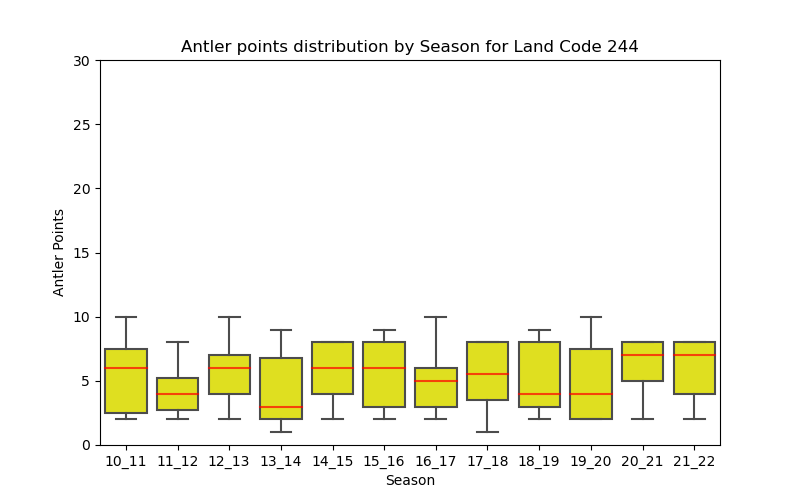 Antler points distribution by Season for Land Code 244
30
25
20
15
10
5
0
Antler Points
10_11 11_12 12_13 13_14 14_15 15_16 16_17 17_18 18_19 19_20 20_21 21_22
Season